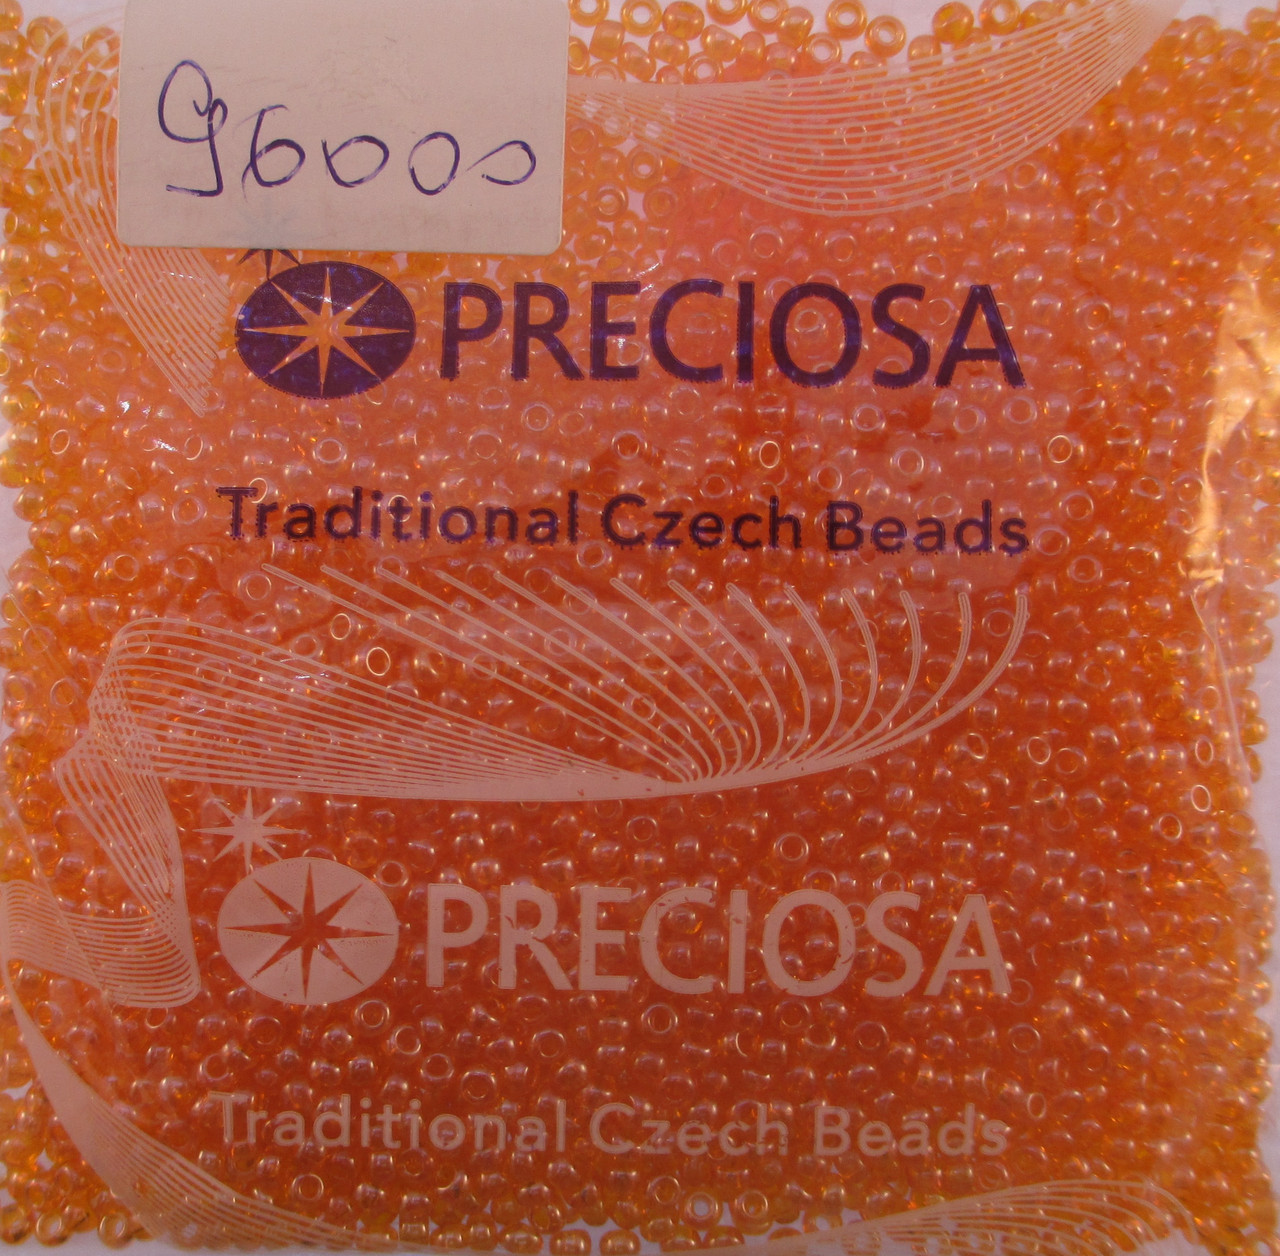 96000
PRECIOSA
Traditional Czech Beads
PRECIOSA
Traditional Czech Beads